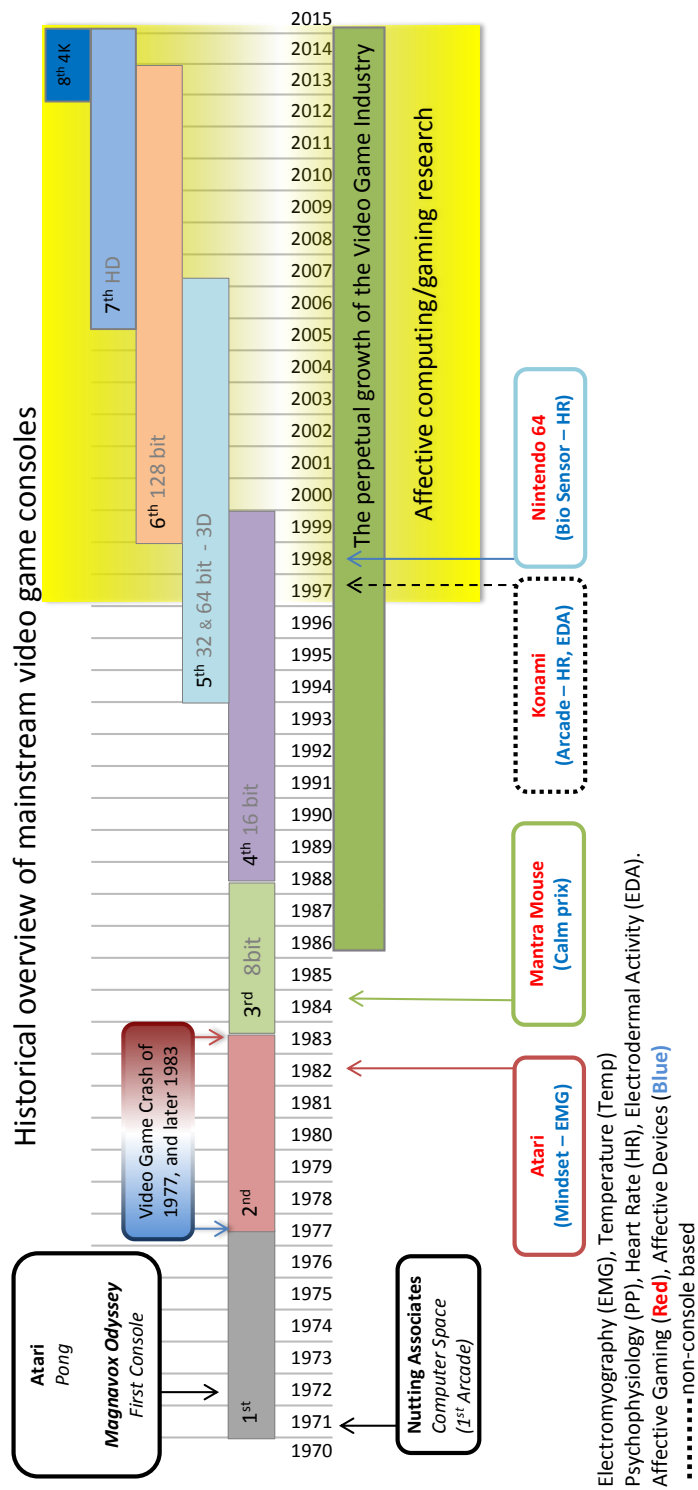 Historical overview of mainstream video game consoles
Atari
Pong
Magnavox Odyssey
First Console
Video Game Crash of
1977, and later 1983
8th 4K
7th HD
6th 128 bit
5th 32 & 64 bit - 3D
1st
2nd
3rd 8bit
4th 16 bit
1970 1971 1972 1973 1974 1975 1976 1977 1978 1979 1980 1981 1982 1983 1984 1985 1986 1987 1988 1989 1990 1991 1992 1993 1994 1995 1996 1997 1998 1999 2000 2001 2002 2003 2004 2005 2006 2007 2008 2009 2010 2011 2012 2013 2014 2015
The perpetual growth of the Video Game Industry
Affective computing/gaming research
Nutting Associates
Computer Space
(1st Arcade)
Atari
(Mindset – EMG)
Mantra Mouse
(Calm prix)
Konami
(Arcade – HR, EDA)
Nintendo 64
(Bio Sensor – HR)
Electromyography (EMG), Temperature (Temp)
Psychophysiology (PP), Heart Rate (HR), Electrodermal Activity (EDA).
Affective Gaming (Red), Affective Devices (Blue)
non-console based